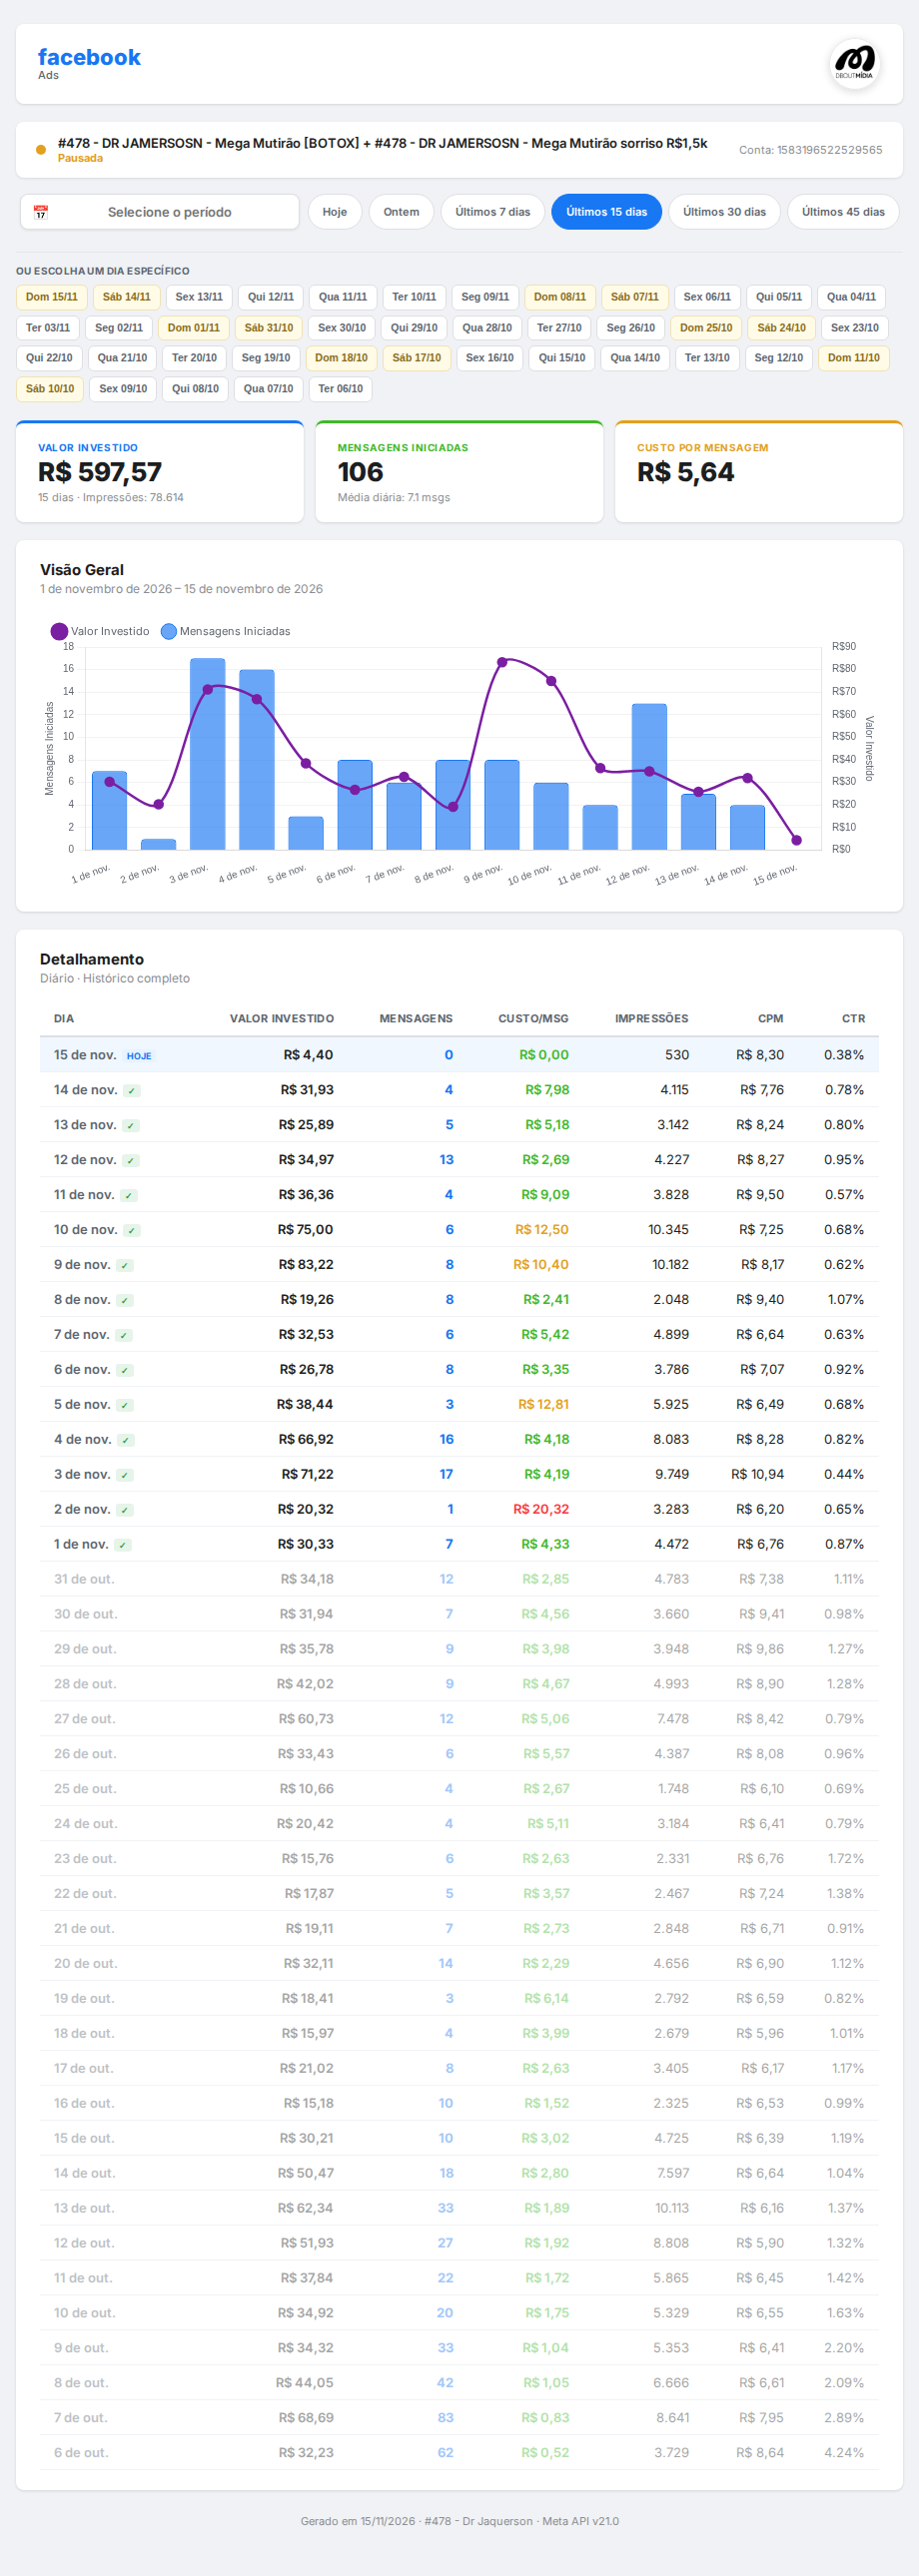 facebook
Ads
DBOUTMÍDIA
#478 - DR JAMERSOSN - Mega Mutirão [BOTOX] + #478 - DR JAMERSOSN - Mega Mutirão sorriso R$1,5k
Pausada
Conta: 1583196522529565
Selecione o período
Hoje
Ontem
Últimos 7 dias
Últimos 15 dias
Últimos 30 dias
Últimos 45 dias
OU ESCOLHA UM DIA ESPECÍFICO
Dom 15/11 Sáb 14/11 Sex 13/11 Qui 12/11 Qua 11/11 Ter 10/11 Seg 09/11 Dom 08/11 Sáb 07/11 Sex 06/11 Qui 05/11 Qua 04/11
Ter 03/11 Seg 02/11 Dom 01/11 Sáb 31/10 Sex 30/10 Qui 29/10 Qua 28/10 Ter 27/10 Seg 26/10 Dom 25/10 Sáb 24/10 Sex 23/10
Qui 22/10 Qua 21/10 Ter 20/10 Seg 19/10 Dom 18/10 Sáb 17/10 Sex 16/10 Qui 15/10 Qua 14/10 Ter 13/10 Seg 12/10 Dom 11/10
Sáb 10/10 Sex 09/10 Qui 08/10 Qua 07/10 Ter 06/10
VALOR INVESTIDO
R$ 597,57
15 dias · Impressões: 78.614
MENSAGENS INICIADAS
106
Média diária: 7.1 msgs
CUSTO POR MENSAGEM
R$ 5,64
Visão Geral
1 de novembro de 2026 – 15 de novembro de 2026
Valor Investido Mensagens Iniciadas
Mensagens Iniciadas
18
16
14
12
10
8
6
4
2
0
R$90
R$80
R$70
R$60
R$50
R$40
R$30
R$20
R$10
R$0
Valor Investido
1 de nov. 2 de nov. 3 de nov. 4 de nov. 5 de nov. 6 de nov. 7 de nov. 8 de nov. 9 de nov. 10 de nov. 11 de nov. 12 de nov. 13 de nov. 14 de nov. 15 de nov.
Detalhamento
Diário · Histórico completo
DIA VALOR INVESTIDO MENSAGENS CUSTO/MSG IMPRESSÕES CPM CTR
15 de nov. HOJE R$ 4,40 0 R$ 0,00 530 R$ 8,30 0.38%
14 de nov. ✓ R$ 31,93 4 R$ 7,98 4.115 R$ 7,76 0.78%
13 de nov. ✓ R$ 25,89 5 R$ 5,18 3.142 R$ 8,24 0.80%
12 de nov. ✓ R$ 34,97 13 R$ 2,69 4.227 R$ 8,27 0.95%
11 de nov. ✓ R$ 36,36 4 R$ 9,09 3.828 R$ 9,50 0.57%
10 de nov. ✓ R$ 75,00 6 R$ 12,50 10.345 R$ 7,25 0.68%
9 de nov. ✓ R$ 83,22 8 R$ 10,40 10.182 R$ 8,17 0.62%
8 de nov. ✓ R$ 19,26 8 R$ 2,41 2.048 R$ 9,40 1.07%
7 de nov. ✓ R$ 32,53 6 R$ 5,42 4.899 R$ 6,64 0.63%
6 de nov. ✓ R$ 26,78 8 R$ 3,35 3.786 R$ 7,07 0.92%
5 de nov. ✓ R$ 38,44 3 R$ 12,81 5.925 R$ 6,49 0.68%
4 de nov. ✓ R$ 66,92 16 R$ 4,18 8.083 R$ 8,28 0.82%
3 de nov. ✓ R$ 71,22 17 R$ 4,19 9.749 R$ 10,94 0.44%
2 de nov. ✓ R$ 20,32 1 R$ 20,32 3.283 R$ 6,20 0.65%
1 de nov. ✓ R$ 30,33 7 R$ 4,33 4.472 R$ 6,76 0.87%
31 de out. R$ 34,18 12 R$ 2,85 4.783 R$ 7,38 1.11%
30 de out. R$ 31,94 7 R$ 4,56 3.660 R$ 9,41 0.98%
29 de out. R$ 35,78 9 R$ 3,98 3.948 R$ 9,86 1.27%
28 de out. R$ 42,02 9 R$ 4,67 4.993 R$ 8,90 1.28%
27 de out. R$ 60,73 12 R$ 5,06 7.478 R$ 8,42 0.79%
26 de out. R$ 33,43 6 R$ 5,57 4.387 R$ 8,08 0.96%
25 de out. R$ 10,66 4 R$ 2,67 1.748 R$ 6,10 0.69%
24 de out. R$ 20,42 4 R$ 5,11 3.184 R$ 6,41 0.79%
23 de out. R$ 15,76 6 R$ 2,63 2.331 R$ 6,76 1.72%
22 de out. R$ 17,87 5 R$ 3,57 2.467 R$ 7,24 1.38%
21 de out. R$ 19,11 7 R$ 2,73 2.848 R$ 6,71 0.91%
20 de out. R$ 32,11 14 R$ 2,29 4.656 R$ 6,90 1.12%
19 de out. R$ 18,41 3 R$ 6,14 2.792 R$ 6,59 0.82%
18 de out. R$ 15,97 4 R$ 3,99 2.679 R$ 5,96 1.01%
17 de out. R$ 21,02 8 R$ 2,63 3.405 R$ 6,17 1.17%
16 de out. R$ 15,18 10 R$ 1,52 2.325 R$ 6,53 0.99%
15 de out. R$ 30,21 10 R$ 3,02 4.725 R$ 6,39 1.19%
14 de out. R$ 50,47 18 R$ 2,80 7.597 R$ 6,64 1.04%
13 de out. R$ 62,34 33 R$ 1,89 10.113 R$ 6,16 1.37%
12 de out. R$ 51,93 27 R$ 1,92 8.808 R$ 5,90 1.32%
11 de out. R$ 37,84 22 R$ 1,72 5.865 R$ 6,45 1.42%
10 de out. R$ 34,92 20 R$ 1,75 5.329 R$ 6,55 1.63%
9 de out. R$ 34,32 33 R$ 1,04 5.353 R$ 6,41 2.20%
8 de out. R$ 44,05 42 R$ 1,05 6.666 R$ 6,61 2.09%
7 de out. R$ 68,69 83 R$ 0,83 8.641 R$ 7,95 2.89%
6 de out. R$ 32,23 62 R$ 0,52 3.729 R$ 8,64 4.24%
Gerado em 15/11/2026 · #478 - Dr Jaquerson · Meta API v21.0